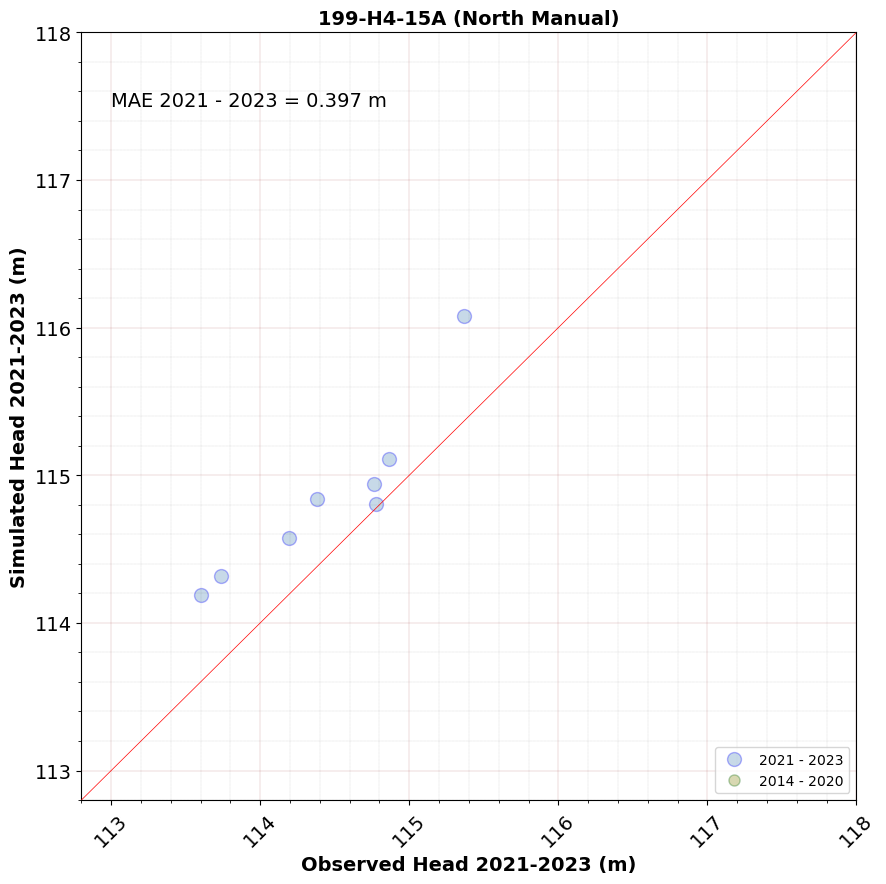 199-H4-15A (North Manual)
118
MAE 2021 - 2023 = 0.397 m
117
116
115
114
113
Simulated Head 2021-2023 (m)
2021 - 2023
2014 - 2020
113
114
115
116
117
118
Observed Head 2021-2023 (m)